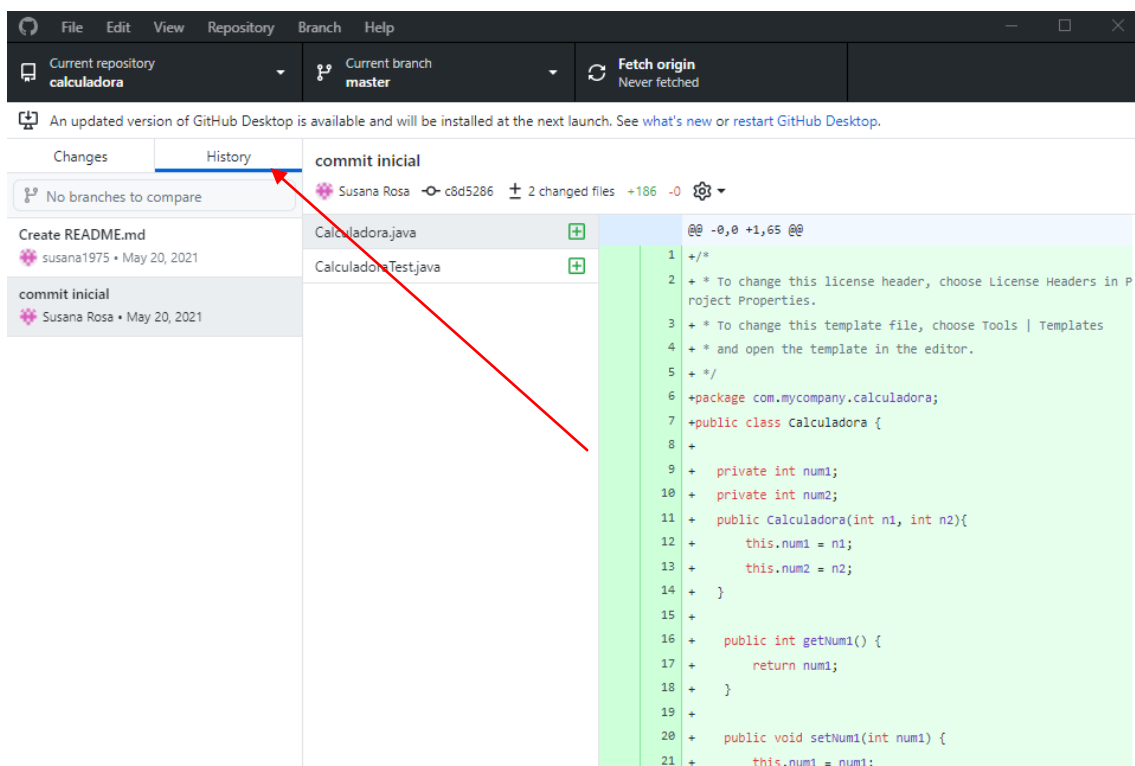 File Edit View Repository Branch Help
Current repository
calculadora
Current branch
master
Fetch origin
Never fetched
An updated version of GitHub Desktop is available and will be installed at the next launch. See what's new or restart GitHub Desktop.
Changes History
No branches to compare
Create README.md
susana1975 • May 20, 2021
commit inicial
Susana Rosa • May 20, 2021
commit inicial
Susana Rosa c8d5286 2 changed files +186 -0
Calculadora.java
CalculadoraTest.java
@@ -0,0 +1,65 @@
1 +/*
2 + * To change this license header, choose License Headers in P
roject Properties.
3 + * To change this template file, choose Tools | Templates
4 + * and open the template in the editor.
5 + */
6 +package com.mycompany.calculadora;
7 +public class Calculadora {
8 +
9 + private int num1;
10 + private int num2;
11 + public Calculadora(int n1, int n2){
12 + this.num1 = n1;
13 + this.num2 = n2;
14 + }
15 +
16 + public int getNum1() {
17 + return num1;
18 + }
19 +
20 + public void setNum1(int num1) {
21 + this.num1 = num1;